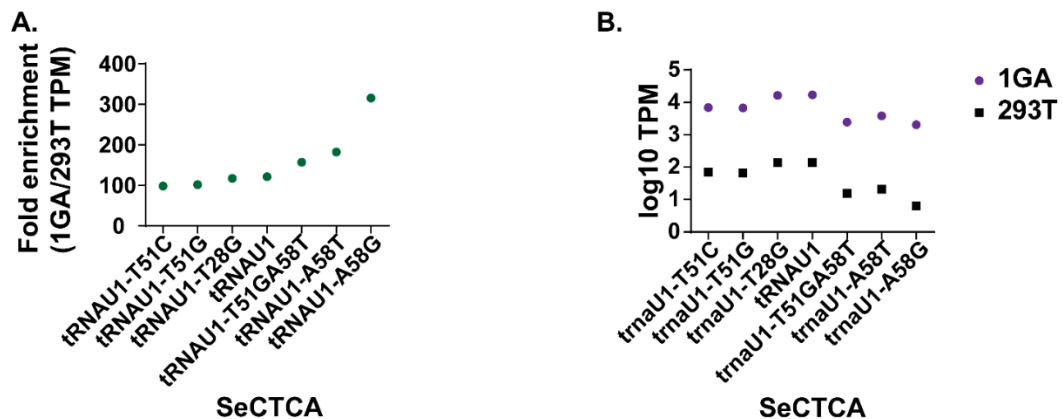 A.
Fold enrichment
(1GA/293T TPM)
400
300
200
100
0
tRNAU1-T51C
tRNAU1-T51G
tRNAU1-T28G
tRNAU1
tRNAU1-T51GA58T
tRNAU1-A58T
tRNAU1-A58G
SeCTCA
B.
log10 TPM
5
4
3
2
1
0
trnaU1-T51C
trnaU1-T51G
trnaU1-T28G
tRNAU1
trnaU1-T51GA58T
trnaU1-A58T
trnaU1-A58G
SeCTCA
1GA
293T